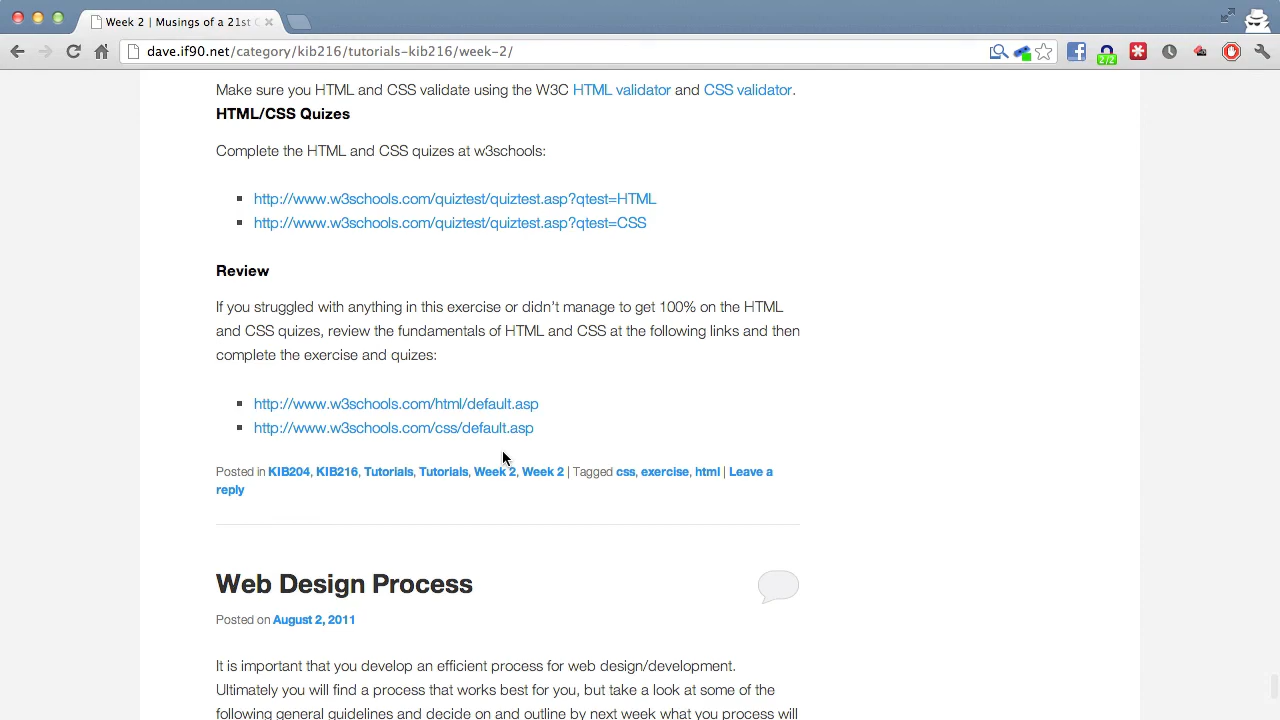 Week 2 | Musings of a 21st C
dave.if90.net/category/kib216/tutorials-kib216/week-2/
2/2
Make sure you HTML and CSS validate using the W3C HTML validator and CSS validator.
HTML/CSS Quizes
Complete the HTML and CSS quizes at w3schools:
http://www.w3schools.com/quiztest/quiztest.asp?qtest=HTML
http://www.w3schools.com/quiztest/quiztest.asp?qtest=CSS
Review
If you struggled with anything in this exercise or didn't manage to get 100% on the HTML
and CSS quizes, review the fundamentals of HTML and CSS at the following links and then
complete the exercise and quizes:
http://www.w3schools.com/html/default.asp
http://www.w3schools.com/css/default.asp
Posted in KIB204, KIB216, Tutorials, Tutorials, Week 2, Week 2 | Tagged css, exercise, html | Leave a
reply
Web Design Process
Posted on August 2, 2011
It is important that you develop an efficient process for web design/development.
Ultimately you will find a process that works best for you, but take a look at some of the
following general guidelines and decide on and outline by next week what you process will